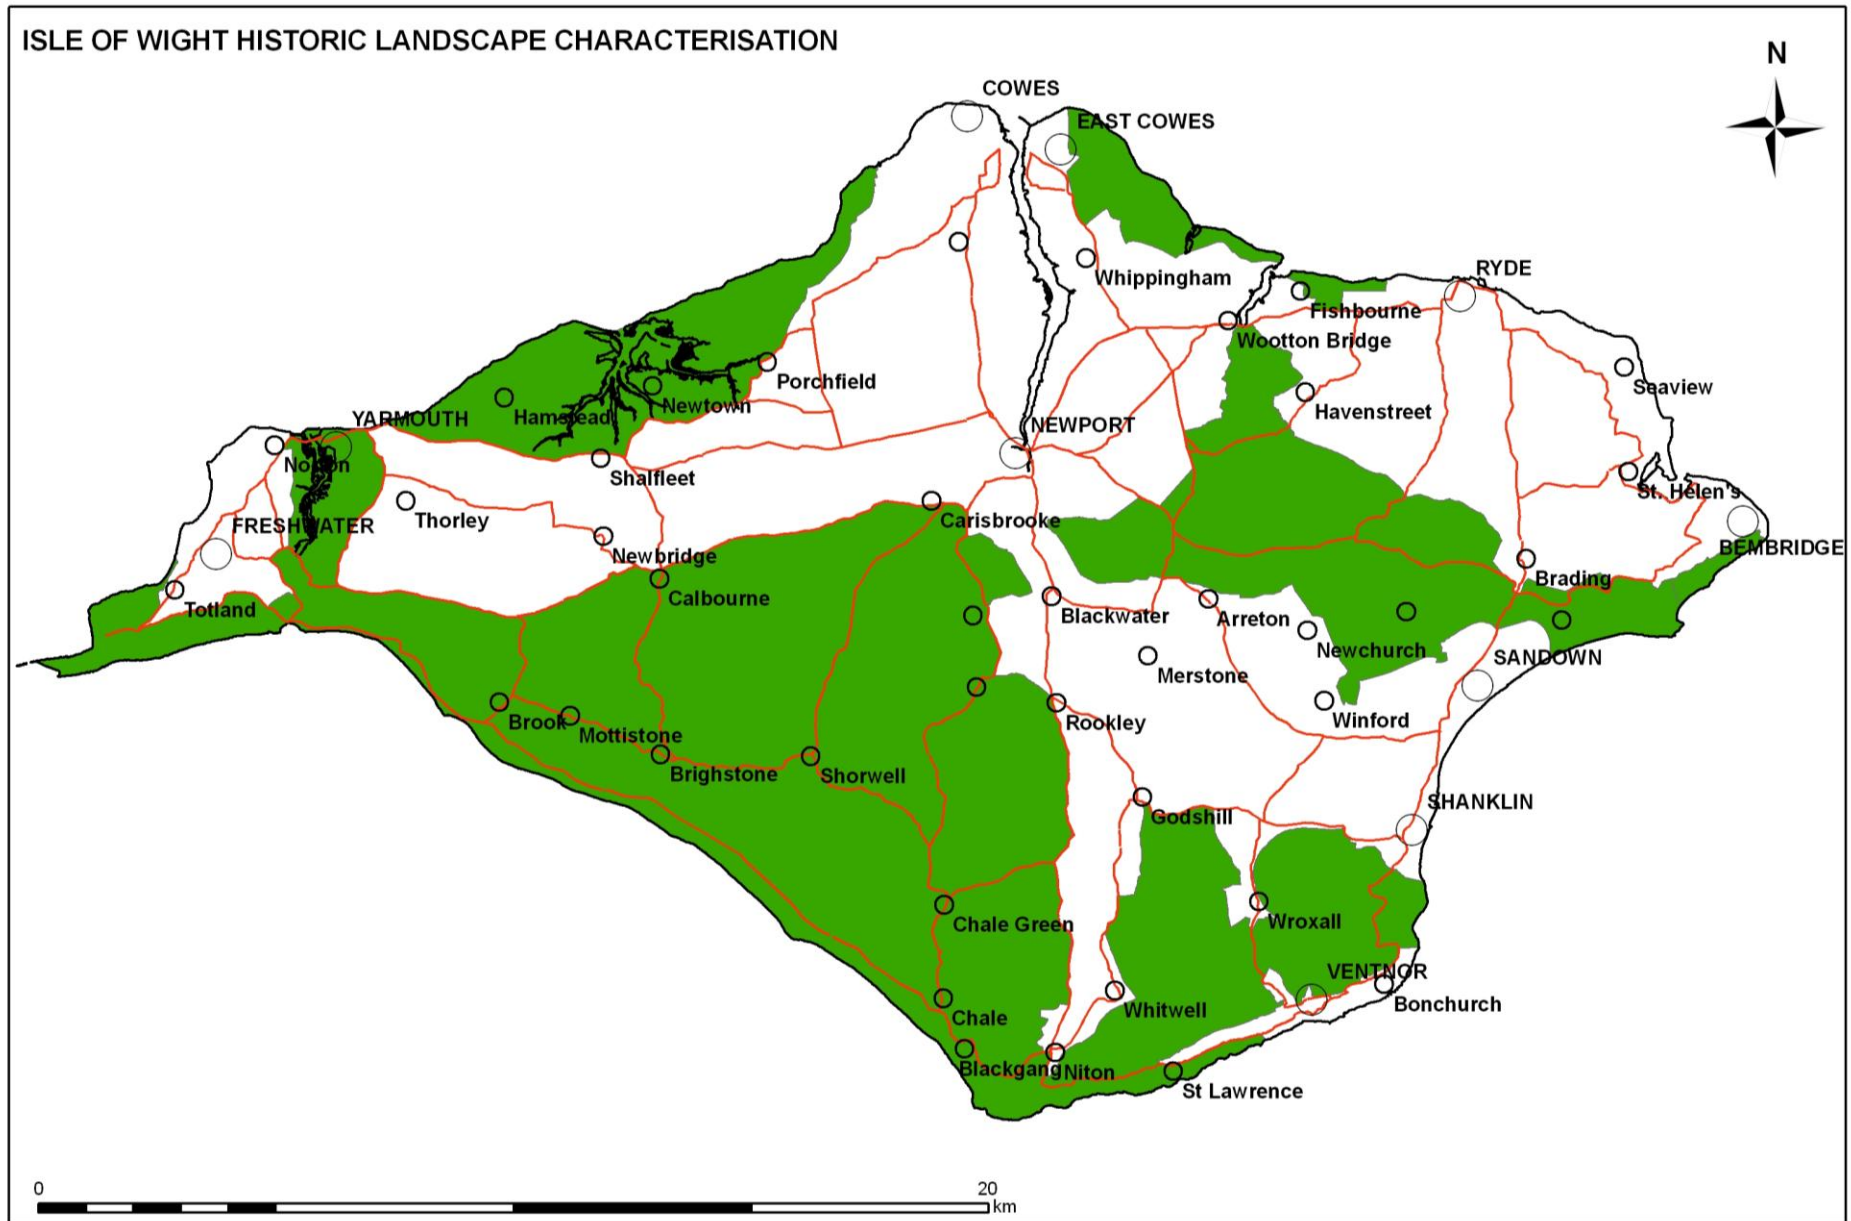 ISLE OF WIGHT HISTORIC LANDSCAPE CHARACTERISATION
N
COWES
EAST COWES
Whippingham
RYDE
Fishbourne
Wootton Bridge
Porchfield
Seaview
Newtown
Hamstead
Havenstreet
YARMOUTH
NEWPORT
Norton
Shalfleet
St. Helen's
Thorley
Carisbrooke
FRESHWATER
BEMBRIDGE
Newbridge
Brading
Calbourne
Totland
Blackwater
Arreton
Newchurch
SANDOWN
Merstone
Brook
Rookley
Winford
Mottistone
Brighstone
Shorwell
SHANKLIN
Godshill
Chale Green
Wroxall
VENTNOR
Bonchurch
Whitwell
Chale
Blackgang
Niton
St Lawrence
0
20
km